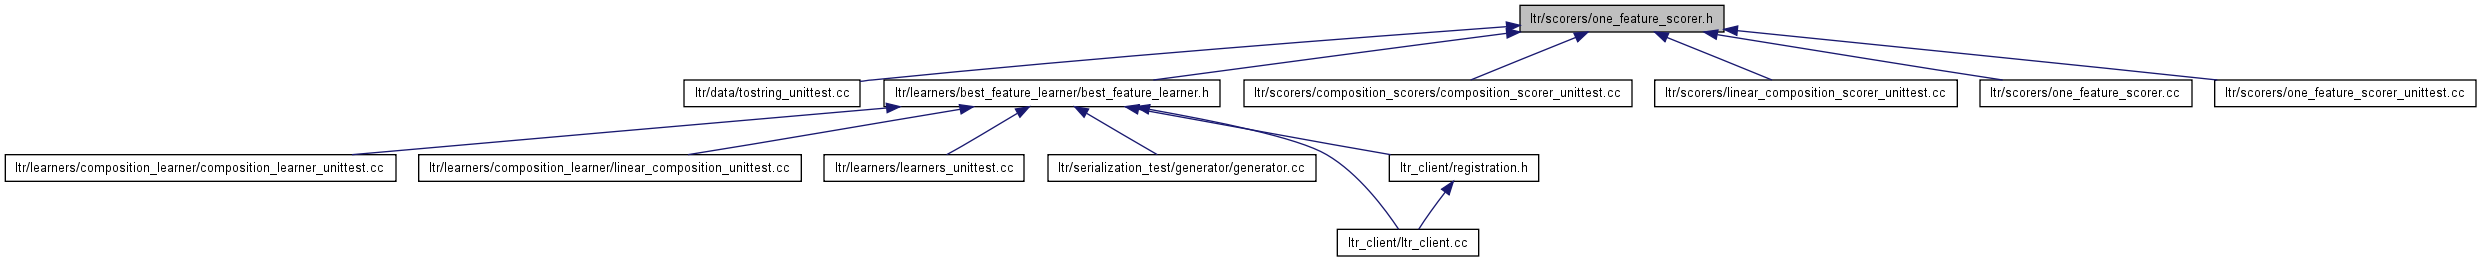 ltr/scorers/one_feature_scorer.h
ltr/data/tostring_unittest.cc
ltr/learners/best_feature_learner/best_feature_learner.h
ltr/scorers/composition_scorers/composition_scorer_unittest.cc
ltr/scorers/linear_composition_scorer_unittest.cc
ltr/scorers/one_feature_scorer.cc
ltr/scorers/one_feature_scorer_unittest.cc
ltr/learners/composition_learner/composition_learner_unittest.cc
ltr/learners/composition_learner/linear_composition_unittest.cc
ltr/learners/learners_unittest.cc
ltr/serialization_test/generator/generator.cc
ltr_client/registration.h
ltr_client/ltr_client.cc